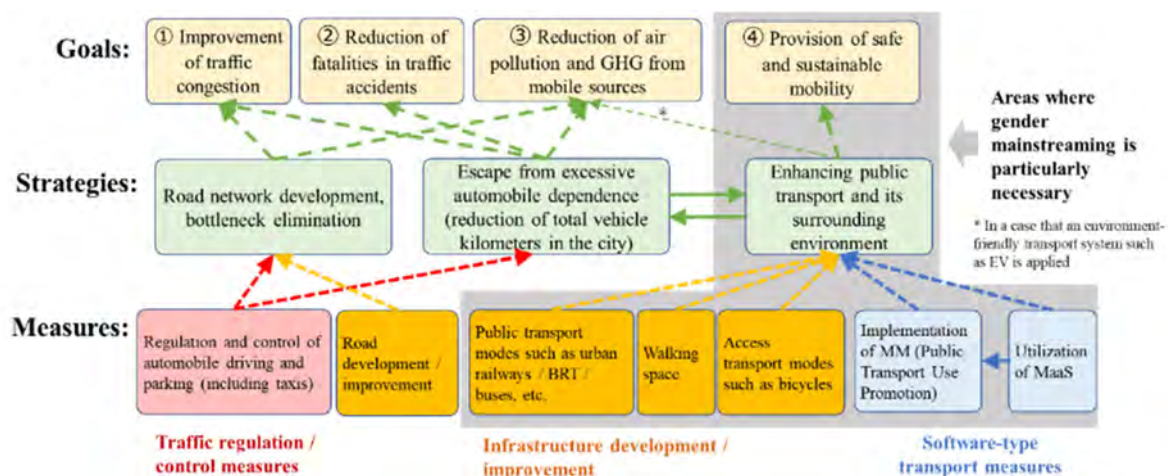 Goals:
① Improvement
of traffic
congestion
② Reduction of
fatalities in traffic
accidents
③ Reduction of air
pollution and GHG from
mobile sources
④ Provision of safe
and sustainable
mobility
*
Areas where
gender
mainstreaming is
particularly
necessary
Strategies:
Road network development,
bottleneck elimination
Escape from excessive
automobile dependence
(reduction of total vehicle
kilometers in the city)
Enhancing public
transport and its
surrounding
environment
* In a case that an environment-
friendly transport system such
as EV is applied
Measures:
Regulation and control of
automobile driving and
parking (including taxis)
Road
development /
improvement
Public transport
modes such as urban
railways / BRT /
buses, etc.
Walking
space
Access
transport modes
such as bicycles
Implementation
of MM (Public
Transport Use
Promotion)
Utilization
of MaaS
Traffic regulation /
control measures
Infrastructure development /
improvement
Software-type
transport measures